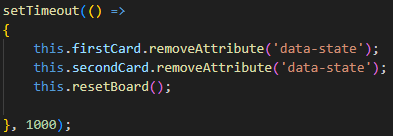 setTimeout(() =>
{
    this.firstCard.removeAttribute('data-state');
    this.secondCard.removeAttribute('data-state');
    this.resetBoard();

}, 1000);